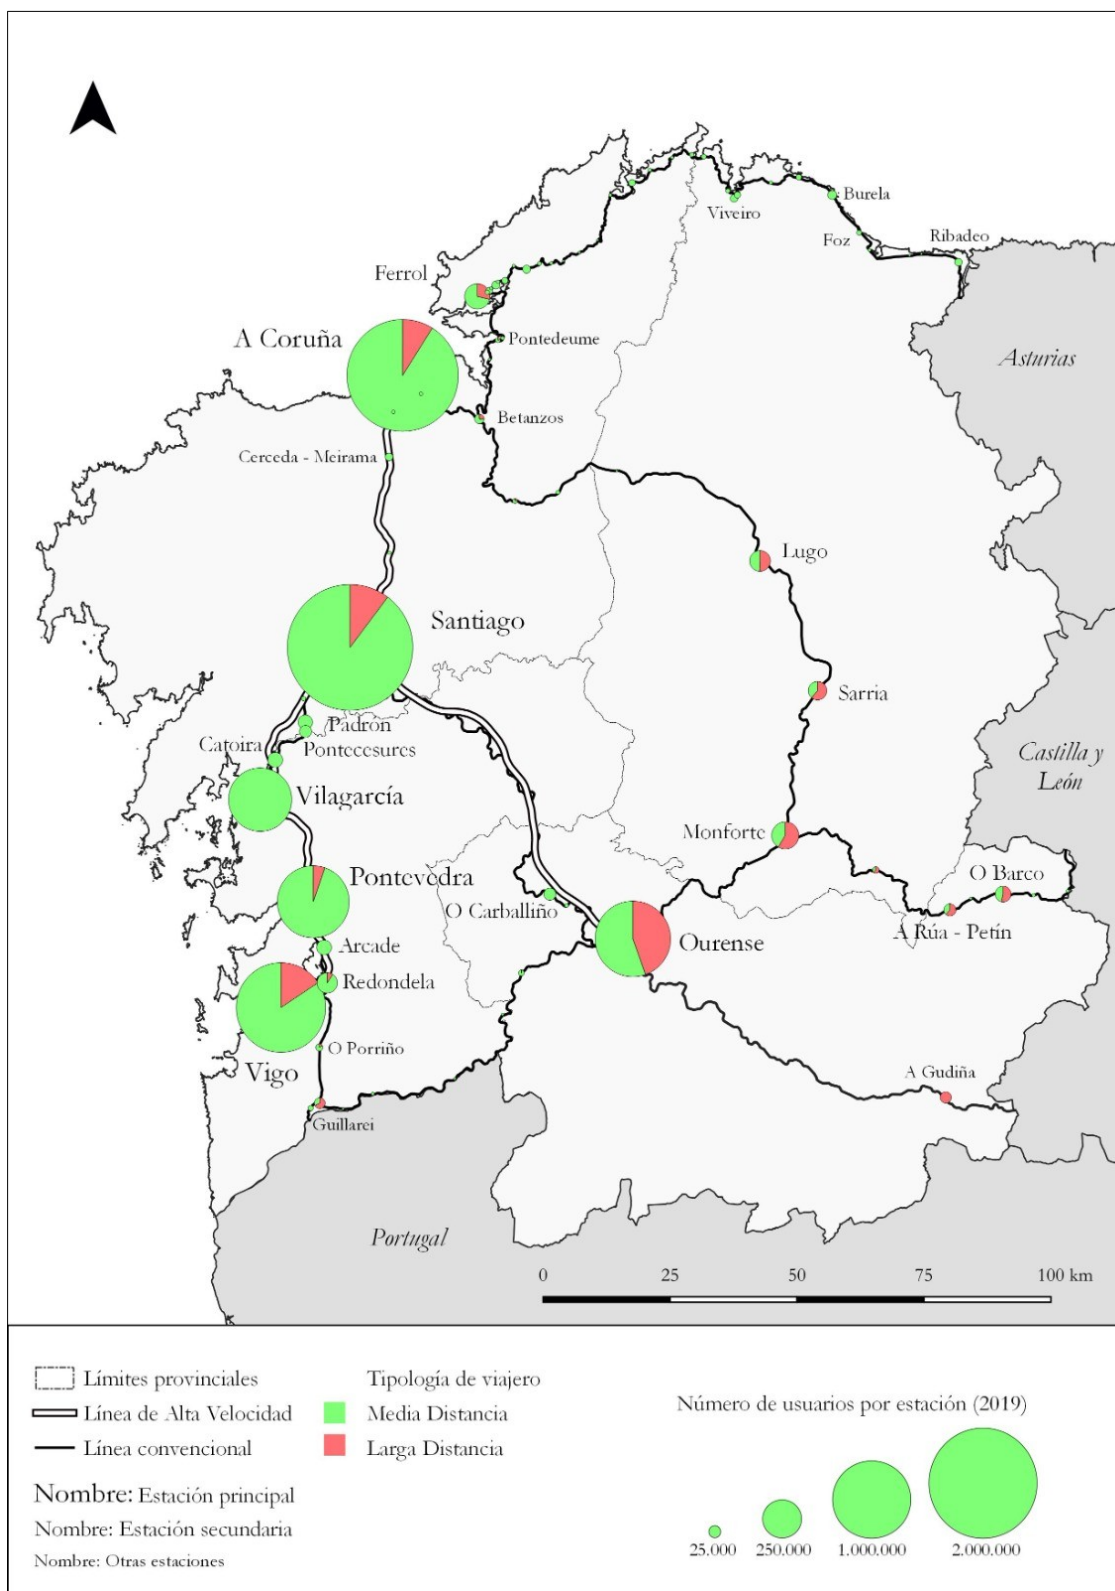 Burela
Viveiro
Foz
Ribadeo
Ferrol
A Coruña
Pontedeume
Asturias
Betanzos
Cerceda - Meirama
Lugo
Santiago
Sarria
Padrón
Catoira
Pontecesures
Castilla y
León
Vilagarcía
Monforte
Pontevedra
O Barco
O Carballiño
A Rúa - Petín
Arcade
Ourense
Redondela
O Porriño
Vigo
A Gudiña
Guillarei
Portugal
0 25 50 75 100 km
Límites provinciales
Línea de Alta Velocidad
Línea convencional
Nombre: Estación principal
Nombre: Estación secundaria
Nombre: Otras estaciones
Tipología de viajero
Media Distancia
Larga Distancia
Número de usuarios por estación (2019)
25.000 250.000 1.000.000 2.000.000